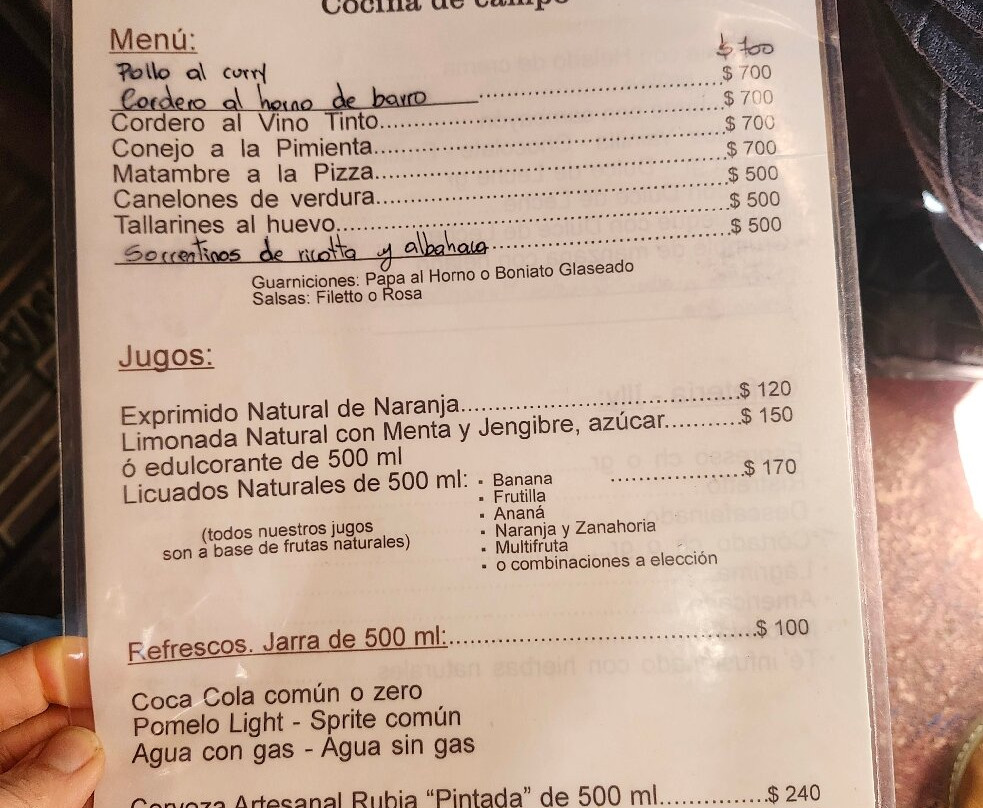 Cocina de campo
Menú:
Pollo al curry $ 700
Cordero al horno de barro ........ $ 700
Cordero al Vino Tinto........ $ 700
Conejo a la Pimienta........ $ 700
Matambre a la Pizza........ $ 700
Canelones de verdura........ $ 500
Tallarines al huevo........ $ 500
Sorrentinos de ricotta y albahaca........ $ 500
Guarniciones: Papa al Horno o Boniato Glaseado
Salsas: Filetto o Rosa
Jugos:
Exprimido Natural de Naranja........ $ 120
Limonada Natural con Menta y Jengibre, azúcar........ $ 150
ó edulcorante de 500 ml
Licuados Naturales de 500 ml: ▪ Banana ........ $ 170
▪ Frutilla
▪ Ananá
(todos nuestros jugos
son a base de frutas naturales)
▪ Naranja y Zanahoria
▪ Multifruta
▪ o combinaciones a elección
Refrescos. Jarra de 500 ml:........ $ 100
Coca Cola común o zero
Pomelo Light - Sprite común
Agua con gas - Agua sin gas
Cerveza Artesanal Rubia “Pintada” de 500 ml........ $ 240